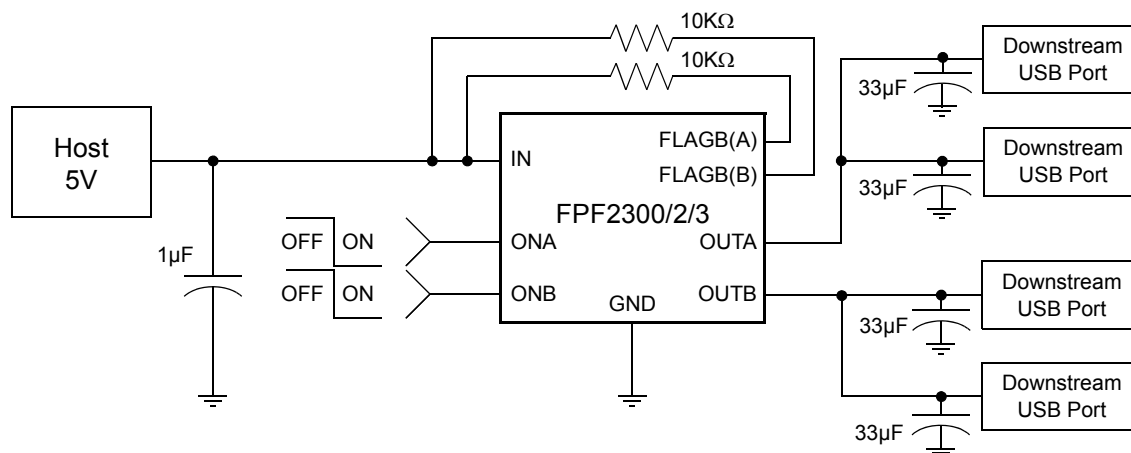 10KΩ
10KΩ
Downstream
USB Port
33µF
Host
5V
IN
FLAGB(A)
FLAGB(B)
Downstream
USB Port
33µF
FPF2300/2/3
1µF
OFF ON
ONA
OUTA
OFF ON
ONB
OUTB
GND
Downstream
USB Port
33µF
Downstream
USB Port
33µF